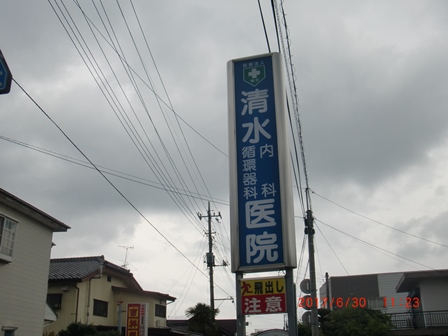 医療法人
清水
内科
循環器科
医院
飛出し
注意
2011/6/30 11:23